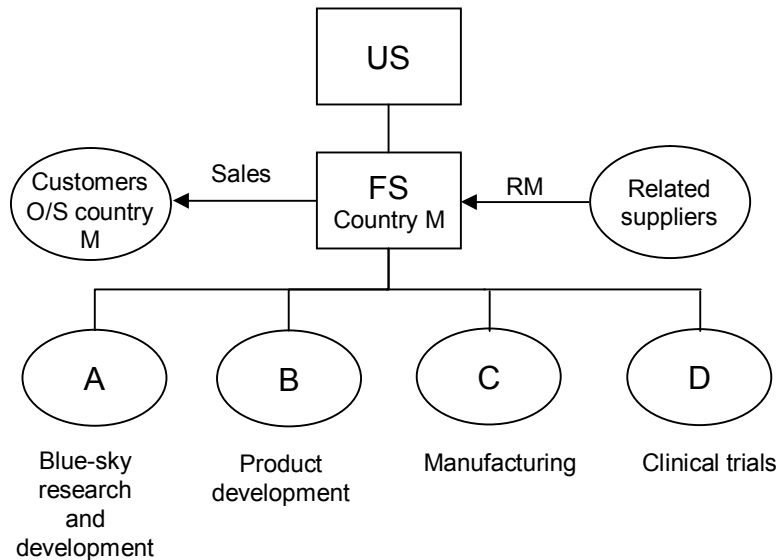 US
Customers
O/S country
M
Sales
FS
Country M
RM
Related
suppliers
A
B
C
D
Blue-sky
research
and
development
Product
development
Manufacturing
Clinical trials